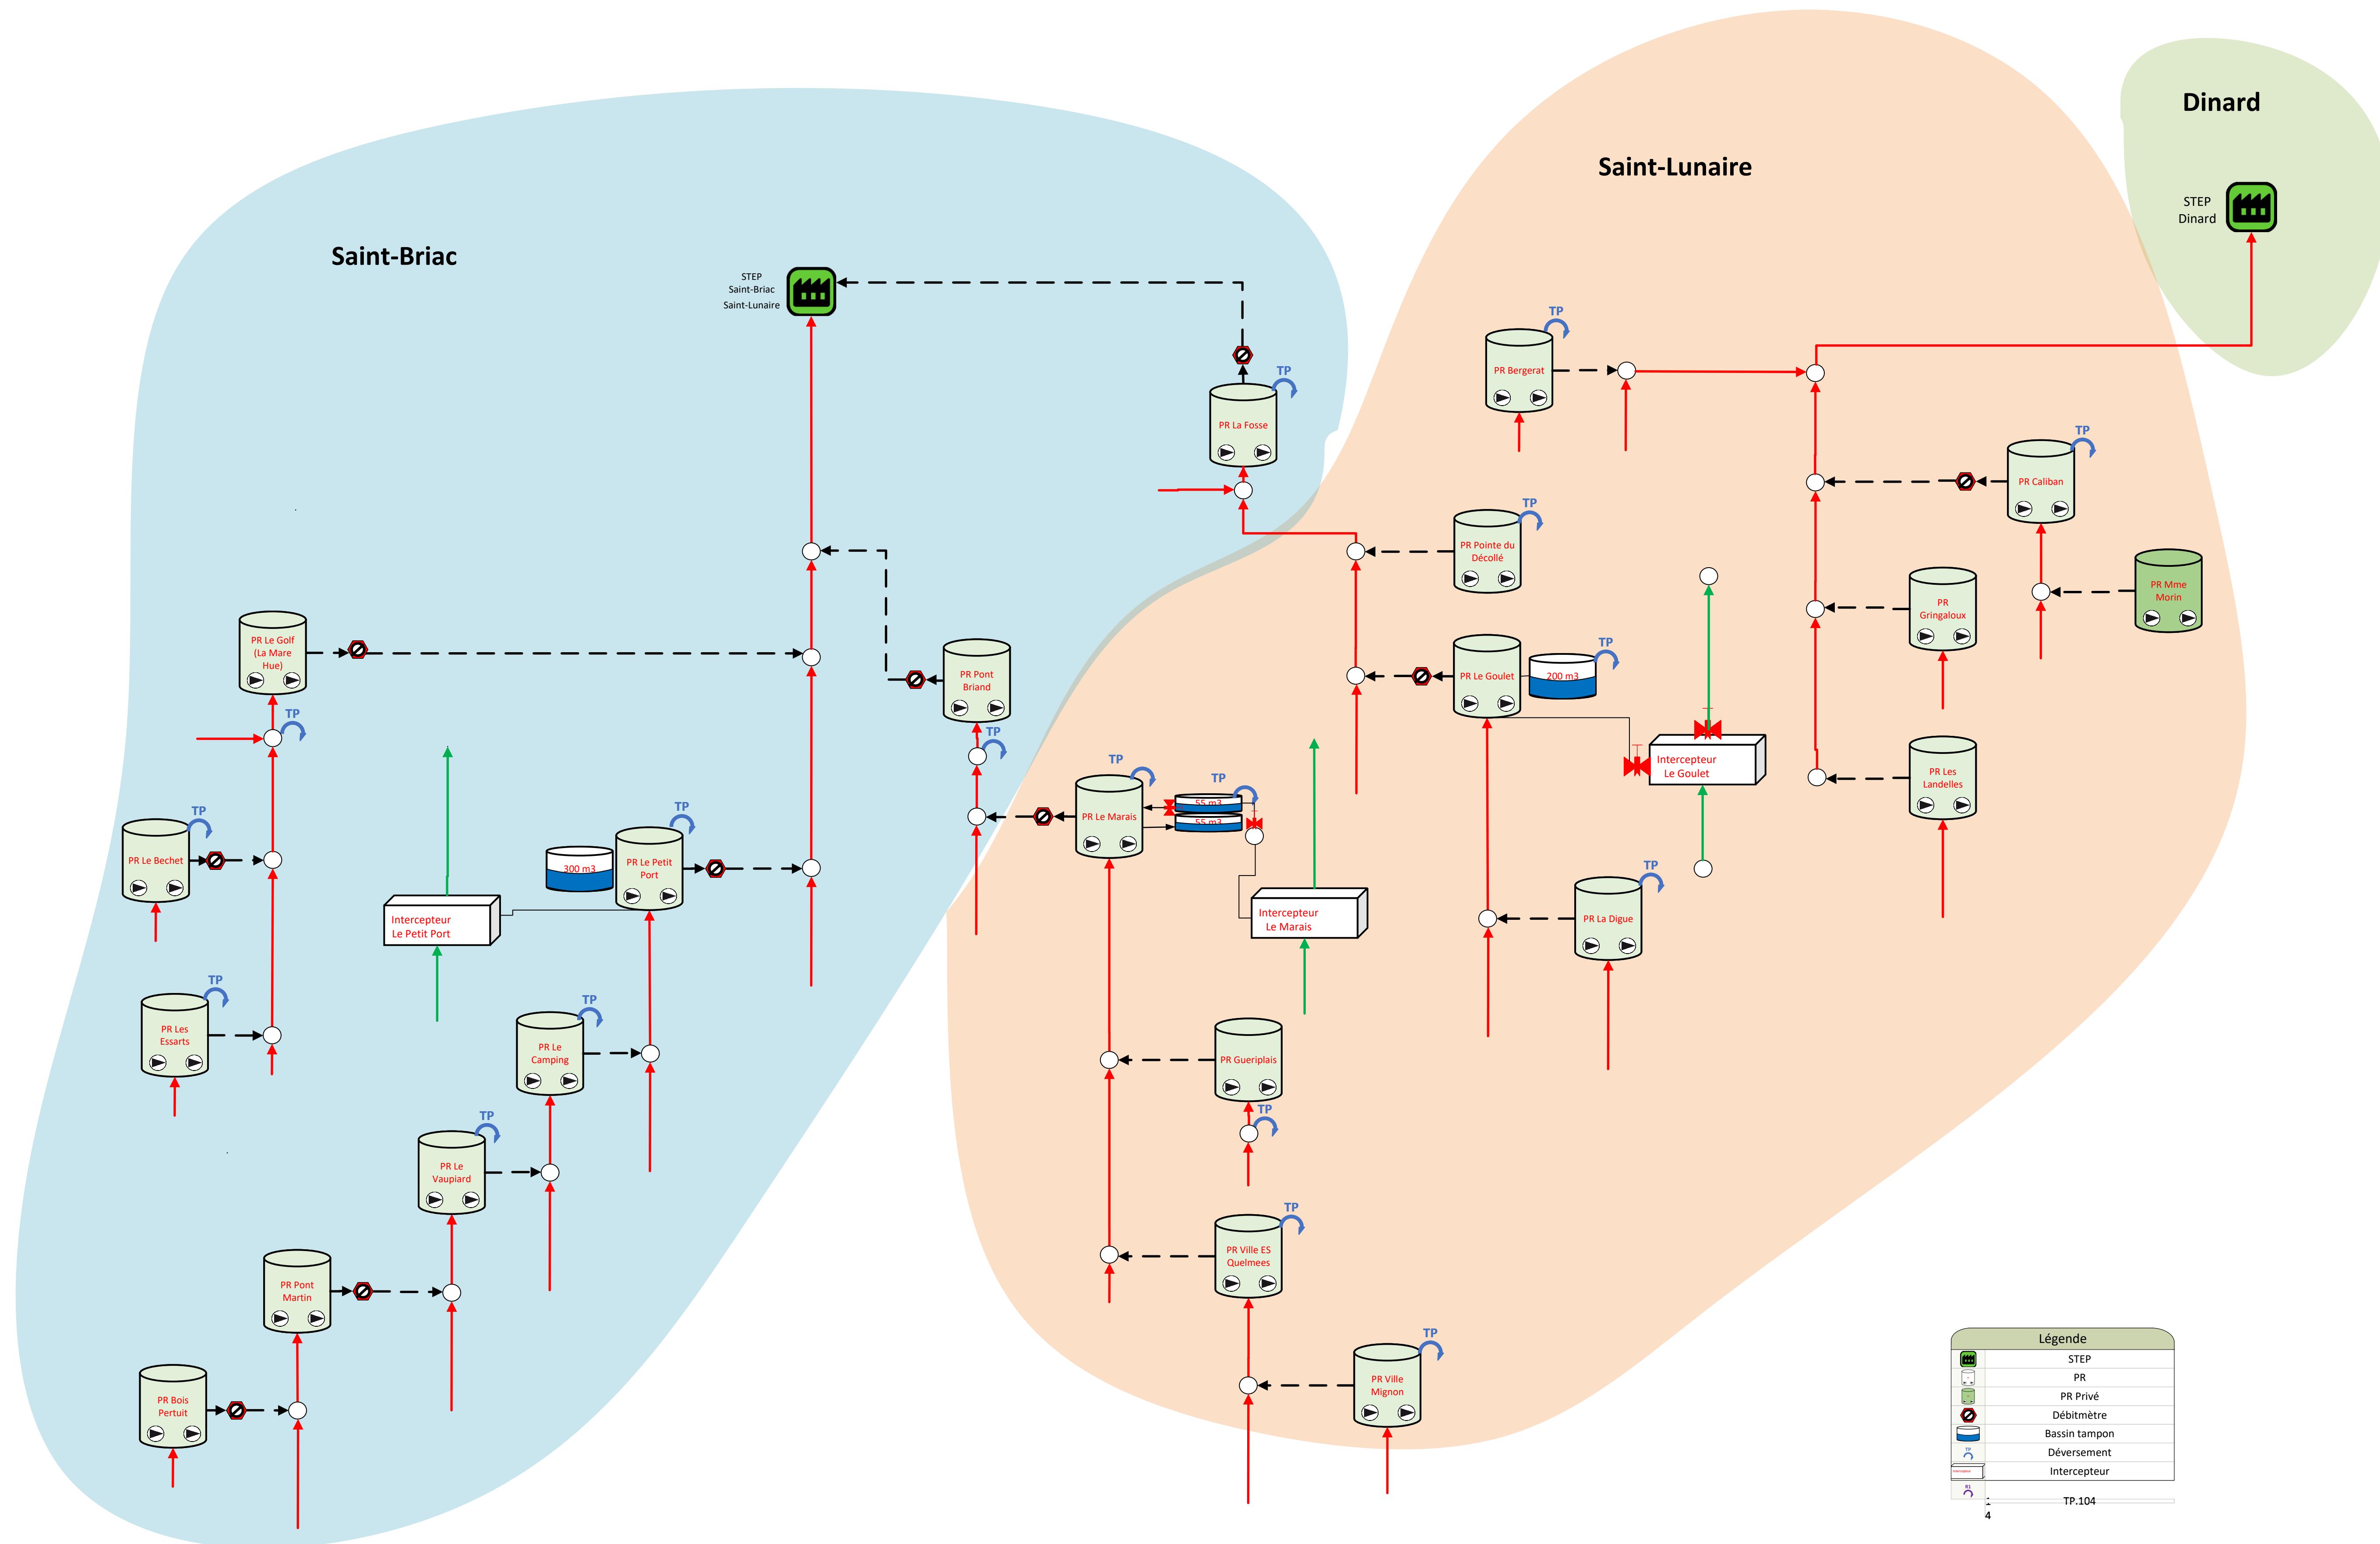 Dinard
Saint-Lunaire
STEP
Dinard
Saint-Briac
STEP
Saint-Briac
Saint-Lunaire
TP
PR Bergerat
TP
PR La Fosse
TP
PR Caliban
TP
PR Pointe du
Décollé
PR Mme
Morin
PR
Gringaloux
PR Le Golf
(La Mare
Hue)
TP
PR Pont
Briand
TP
PR Le Goulet
TP
200 m3
TP
Intercepteur
Le Goulet
PR Les
Landelles
TP
PR Le Marais
TP
55 m3
55 m3
TP
PR Le Bechet
TP
300 m3
PR Le Petit
Port
Intercepteur
Le Petit Port
Intercepteur
Le Marais
TP
PR La Digue
TP
PR Les
Essarts
TP
PR Le
Camping
PR Gueriplais
TP
TP
PR Le
Vaupiard
TP
PR Ville ES
Quelmees
PR Pont
Martin
TP
PR Ville
Mignon
PR Bois
Pertuit
Légende
STEP
PR
PR Privé
Débitmètre
Bassin tampon
TP
Déversement
Intercepteur
Intercepteur
R1
1
4
TP.104